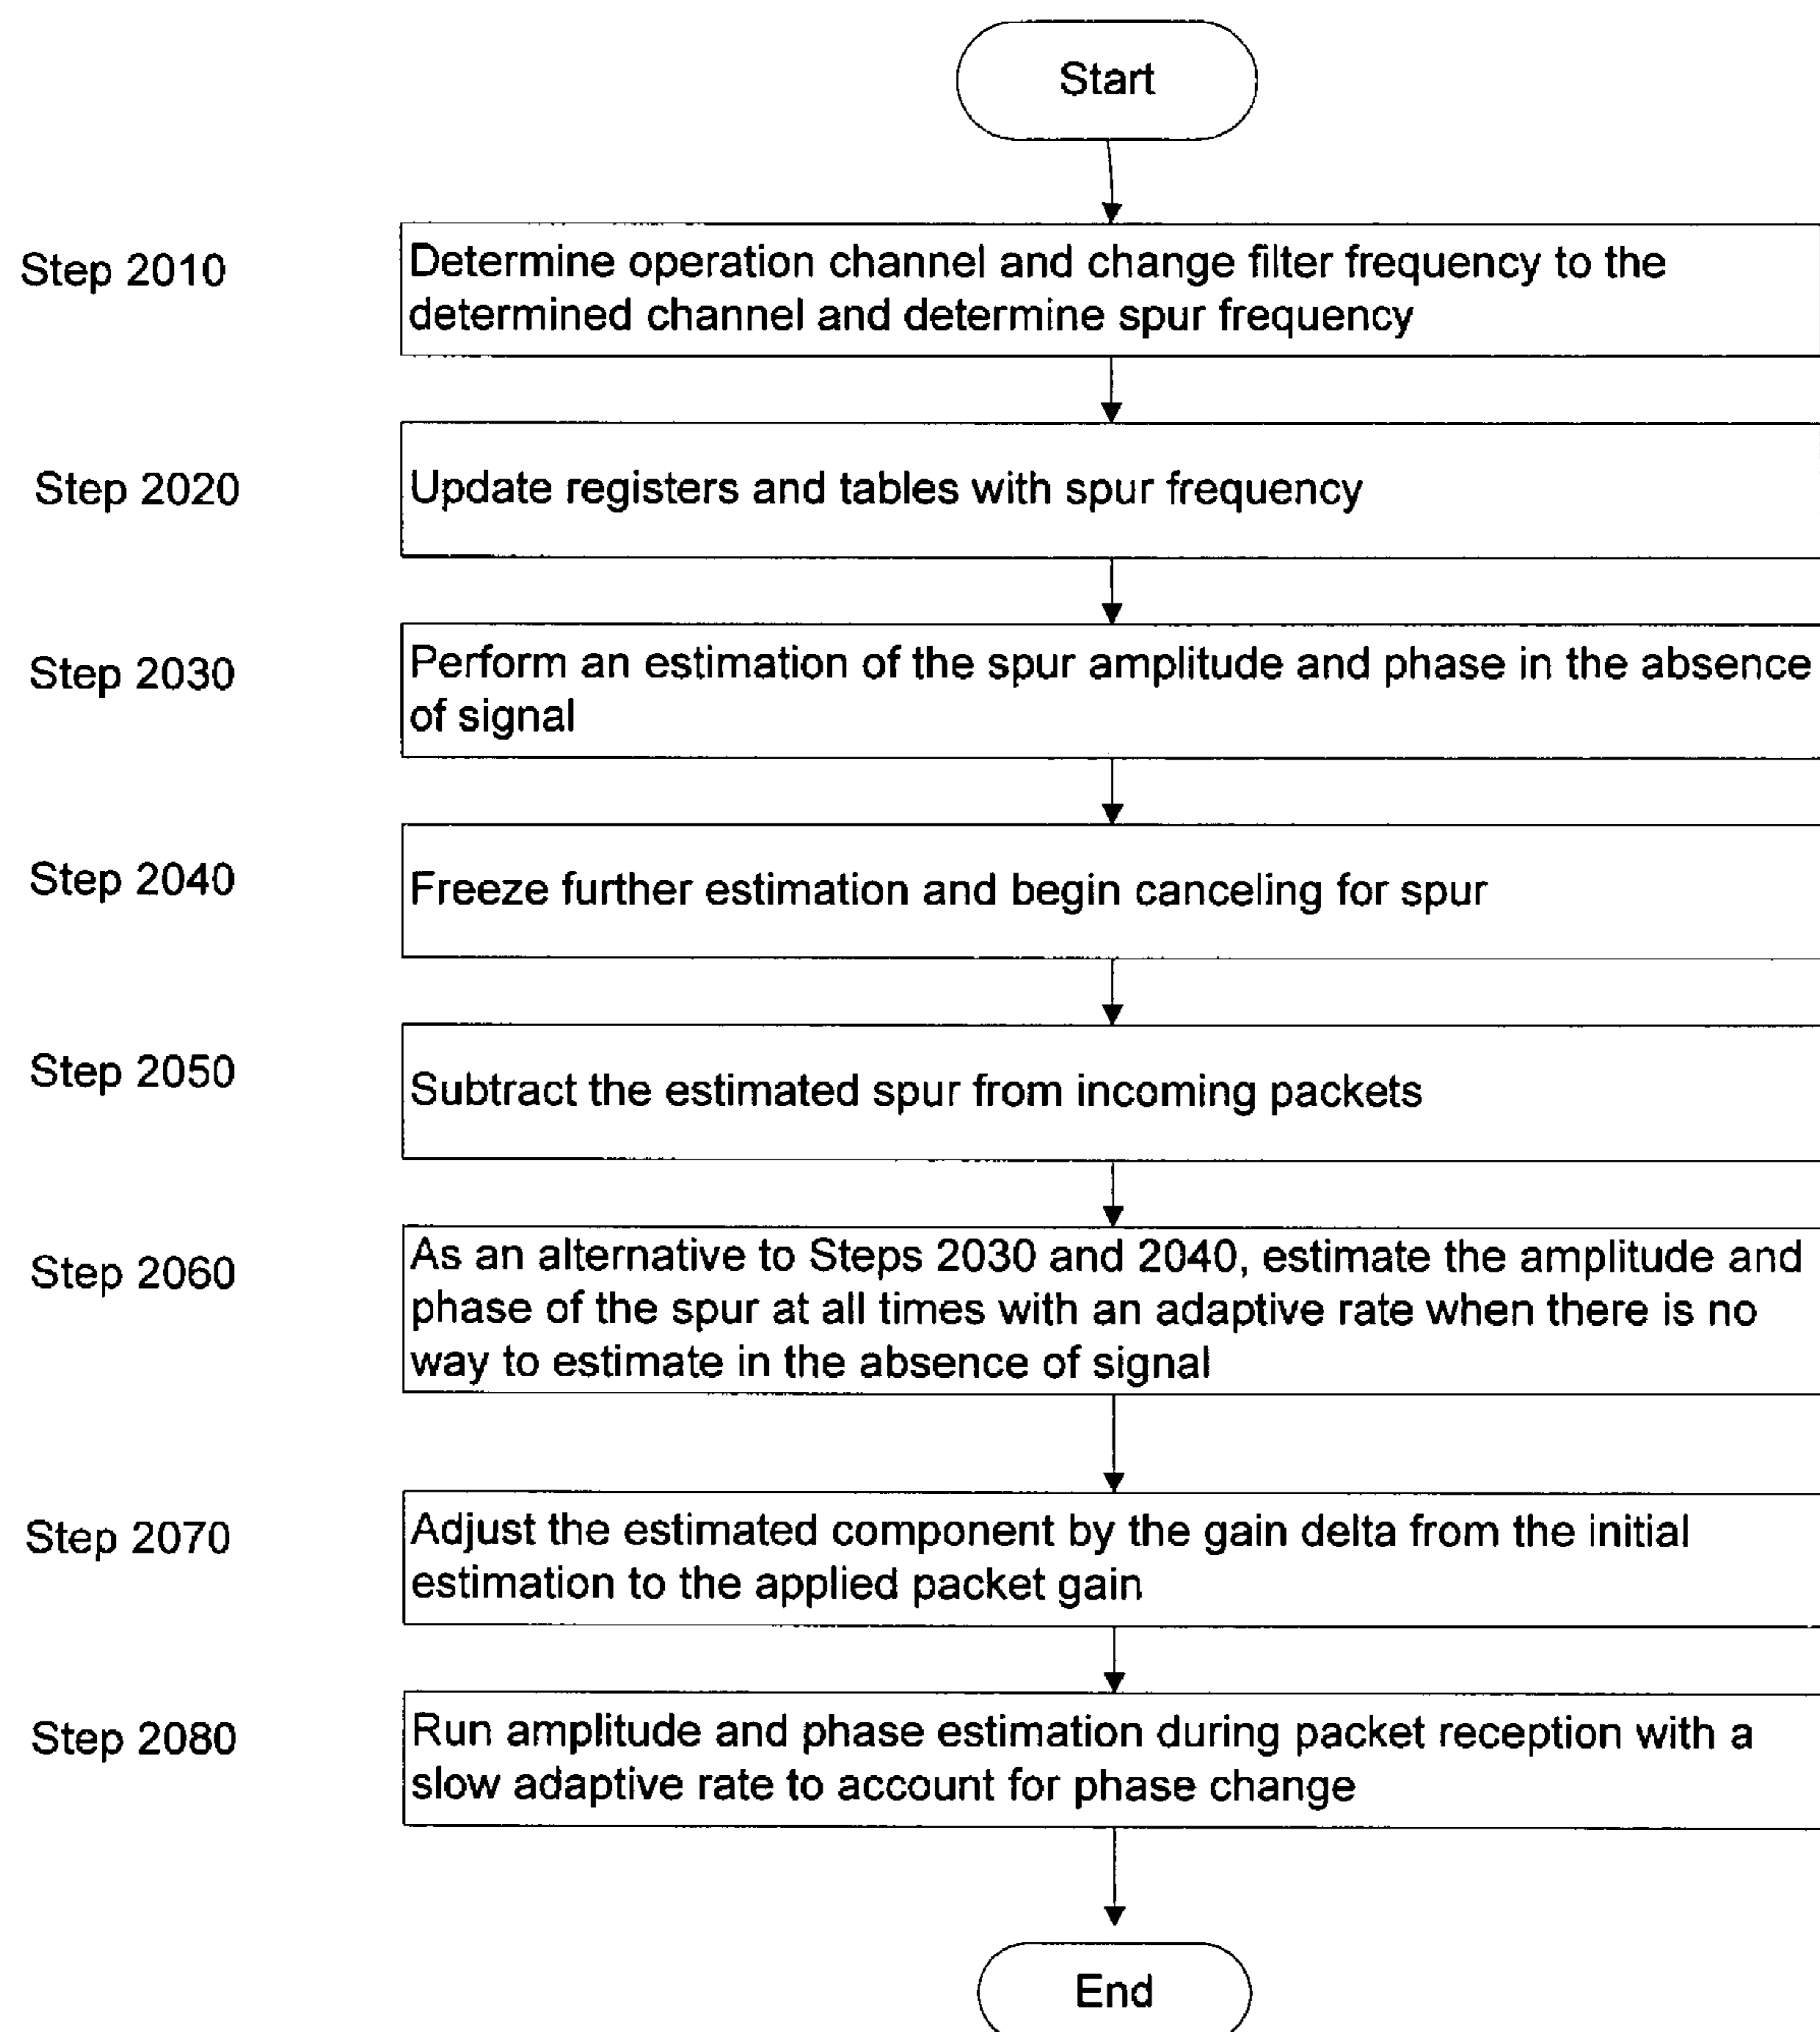 Start
Step 2010
Determine operation channel and change filter frequency to the
determined channel and determine spur frequency
Step 2020
Update registers and tables with spur frequency
Step 2030
Perform an estimation of the spur amplitude and phase in the absence
of signal
Step 2040
Freeze further estimation and begin canceling for spur
Step 2050
Subtract the estimated spur from incoming packets
Step 2060
As an alternative to Steps 2030 and 2040, estimate the amplitude and
phase of the spur at all times with an adaptive rate when there is no
way to estimate in the absence of signal
Step 2070
Adjust the estimated component by the gain delta from the initial
estimation to the applied packet gain
Step 2080
Run amplitude and phase estimation during packet reception with a
slow adaptive rate to account for phase change
End